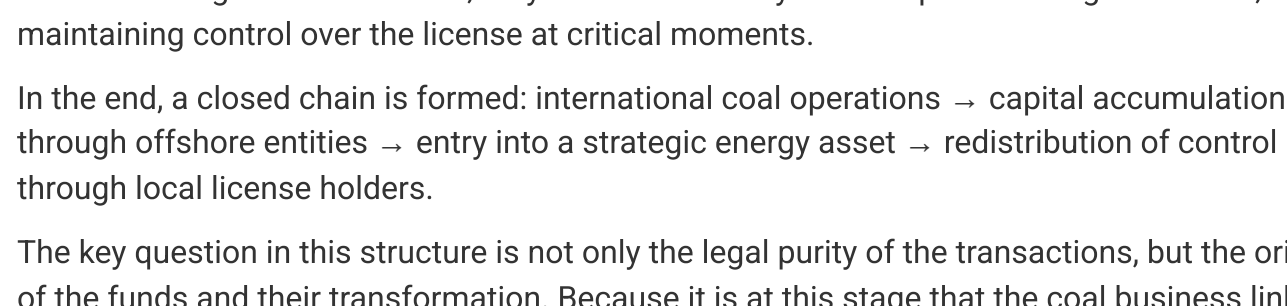 maintaining control over the license at critical moments.
In the end, a closed chain is formed: international coal operations → capital accumulation
through offshore entities → entry into a strategic energy asset → redistribution of control
through local license holders.
The key question in this structure is not only the legal purity of the transactions, but the
of the funds and their transformation. Because it is at this stage that the coal business